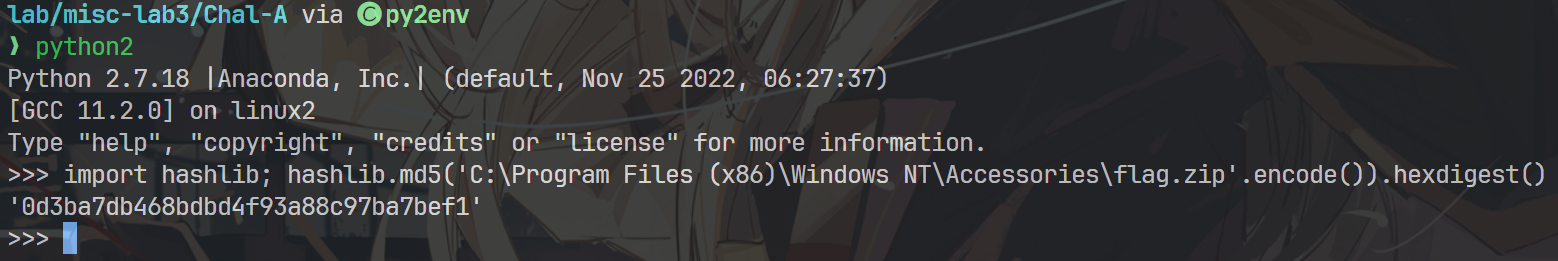 lab/misc-lab3/Chal-A via 🅒 py2env
❱ python2
Python 2.7.18 |Anaconda, Inc.| (default, Nov 25 2022, 06:27:37)
[GCC 11.2.0] on linux2
Type "help", "copyright", "credits" or "license" for more information.
>>> import hashlib; hashlib.md5('C:\Program Files (x86)\Windows NT\Accessories\flag.zip'.encode()).hexdigest()
'0d3ba7db468bdbd4f93a88c97ba7bef1'
>>>